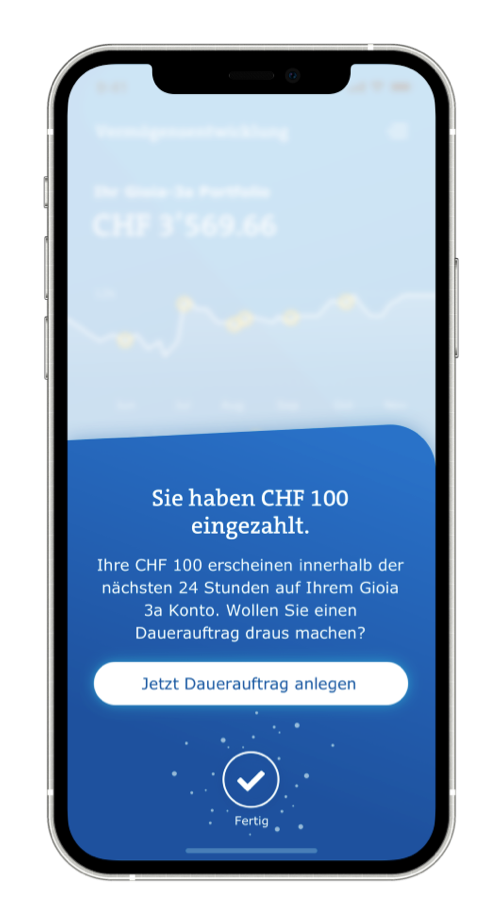 Vermögensentwicklung
Ihr Gioia 3a Portfolio
CHF 3’569.66
Sie haben CHF 100
eingezahlt.
Ihre CHF 100 erscheinen innerhalb der
nächsten 24 Stunden auf Ihrem Gioia
3a Konto. Wollen Sie einen
Dauerauftrag draus machen?
Jetzt Dauerauftrag anlegen
Fertig